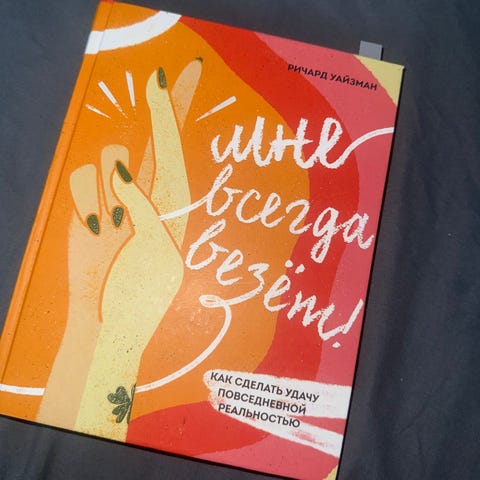 РИЧАРД УАЙЗМАН
мне
всегда
везёт!
КАК СДЕЛАТЬ УДАЧУ
ПОВСЕДНЕВНОЙ
РЕАЛЬНОСТЬЮ